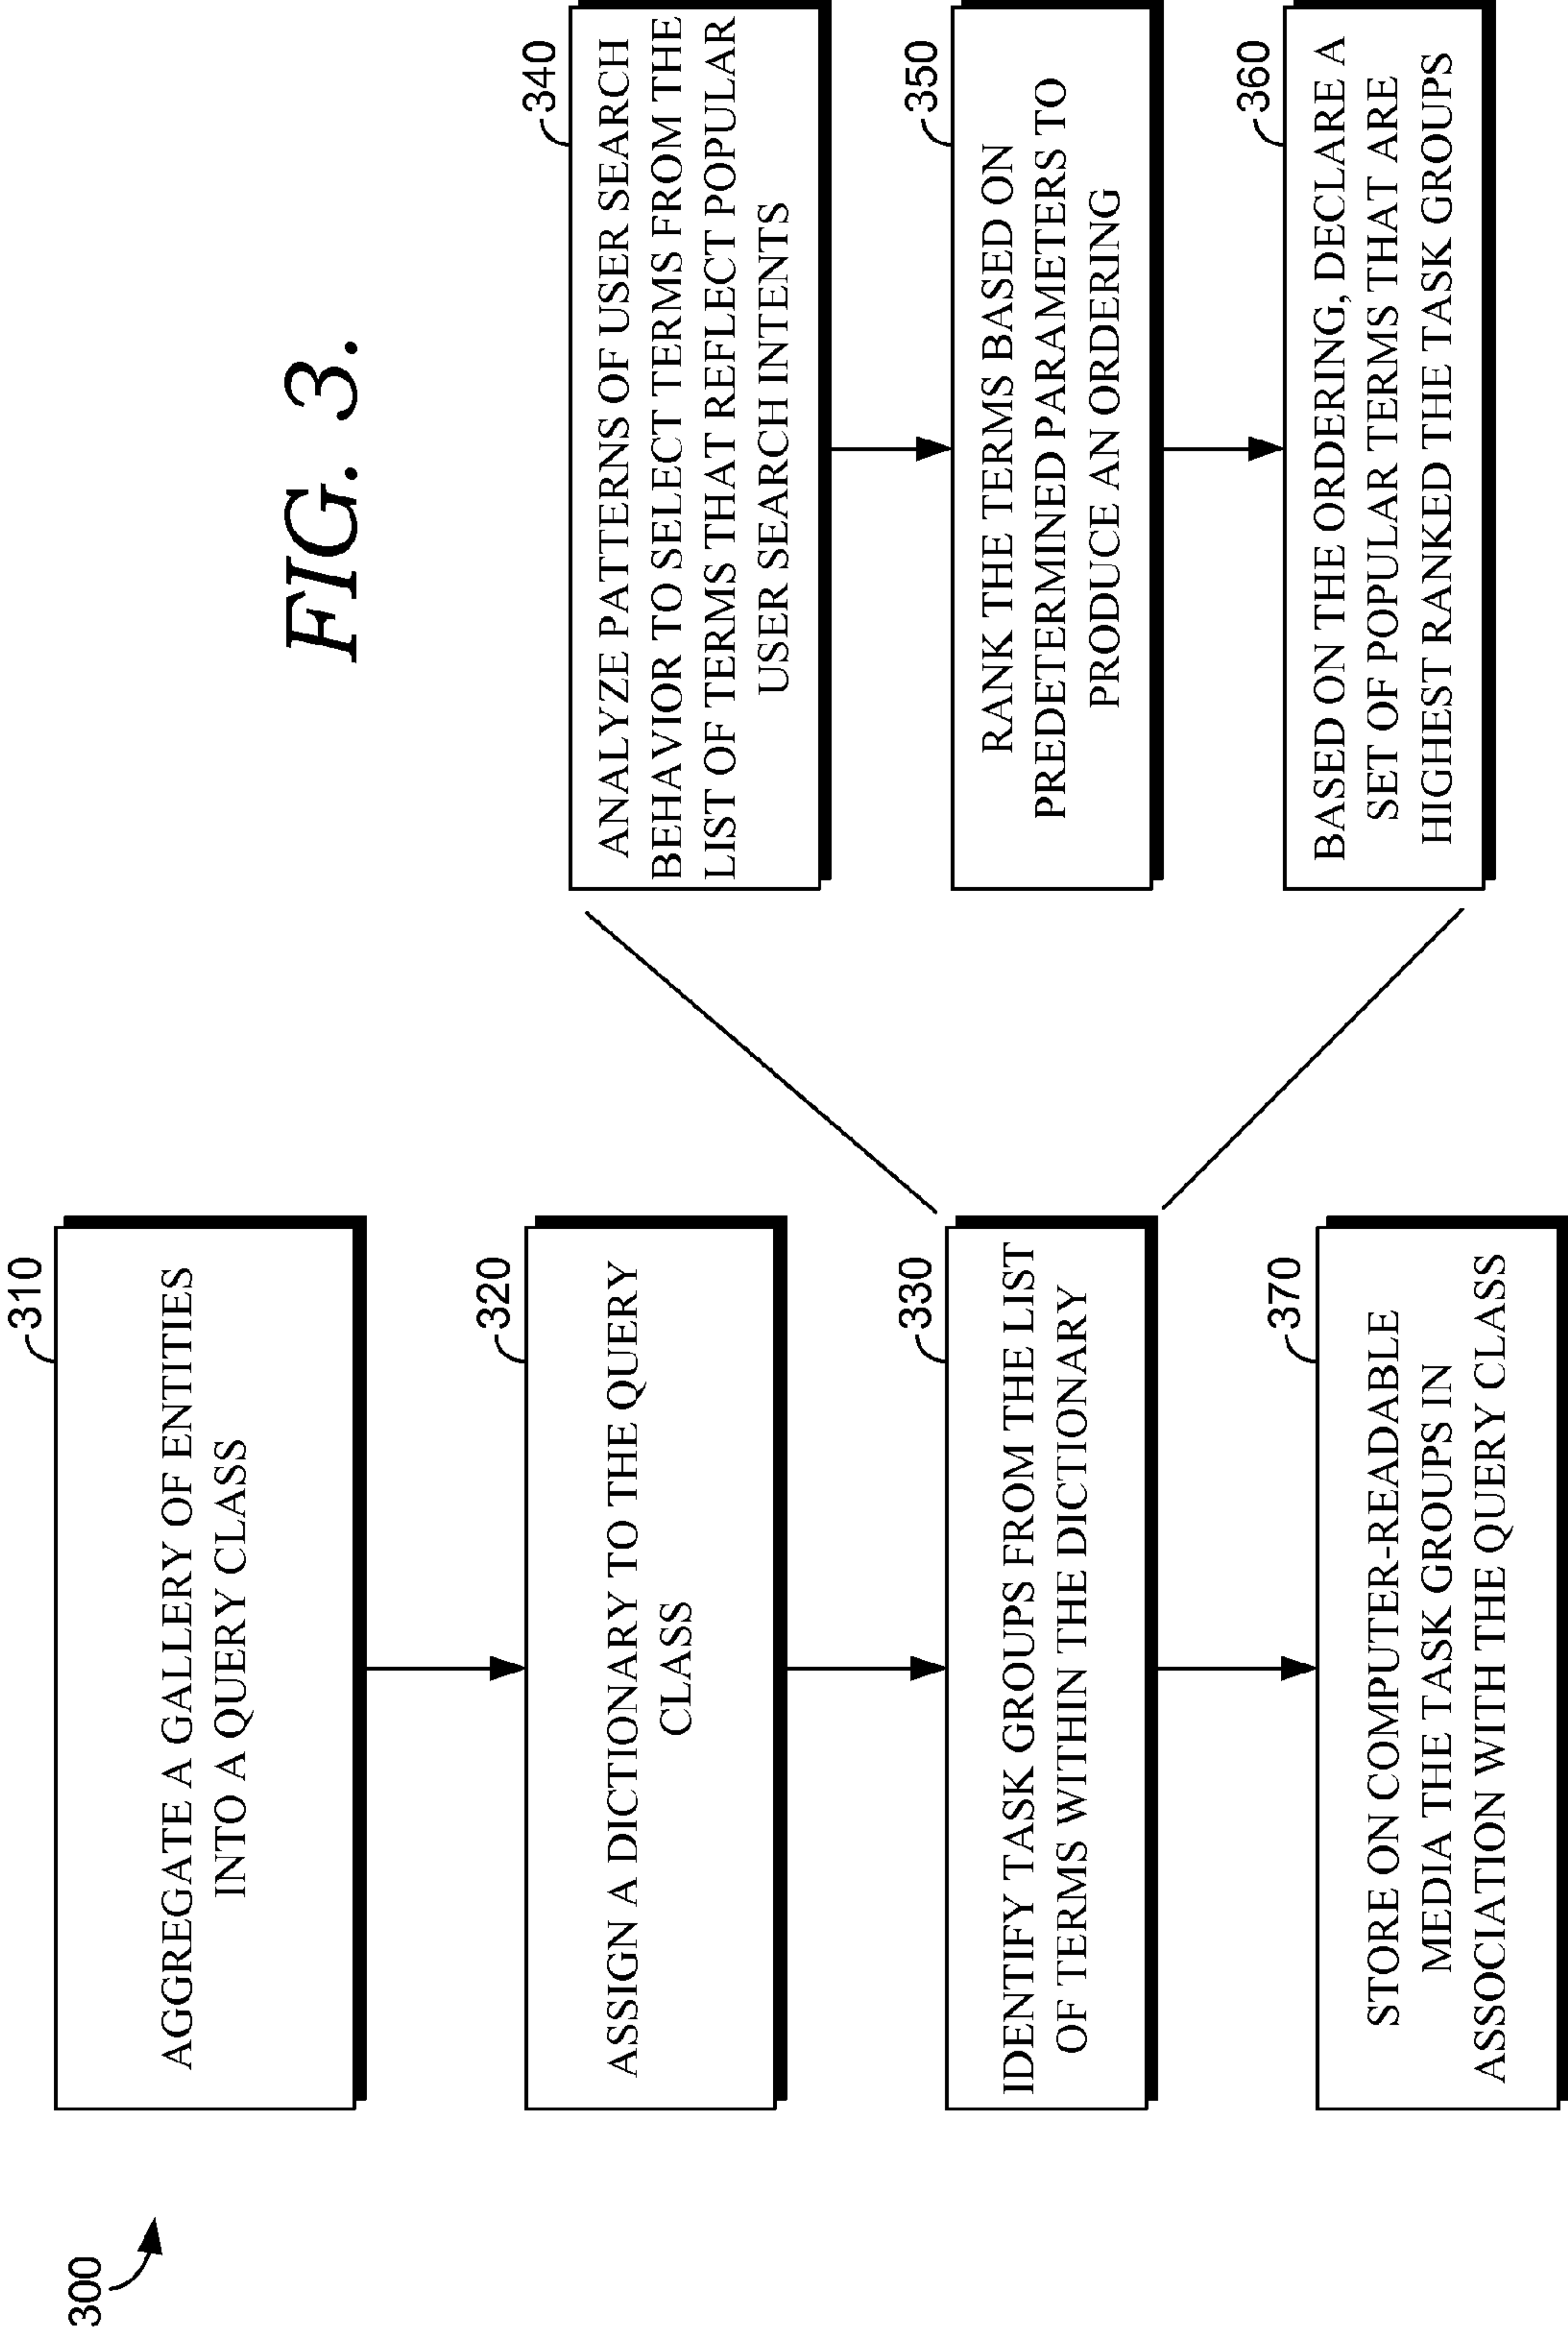 300
FIG. 3.
310
AGGREGATE A GALLERY OF ENTITIES
INTO A QUERY CLASS
320
ASSIGN A DICTIONARY TO THE QUERY
CLASS
330
IDENTIFY TASK GROUPS FROM THE LIST
OF TERMS WITHIN THE DICTIONARY
370
STORE ON COMPUTER-READABLE
MEDIA THE TASK GROUPS IN
ASSOCIATION WITH THE QUERY CLASS
340
ANALYZE PATTERNS OF USER SEARCH
BEHAVIOR TO SELECT TERMS FROM THE
LIST OF TERMS THAT REFLECT POPULAR
USER SEARCH INTENTS
350
RANK THE TERMS BASED ON
PREDETERMINED PARAMETERS TO
PRODUCE AN ORDERING
360
BASED ON THE ORDERING, DECLARE A
SET OF POPULAR TERMS THAT ARE
HIGHEST RANKED THE TASK GROUPS